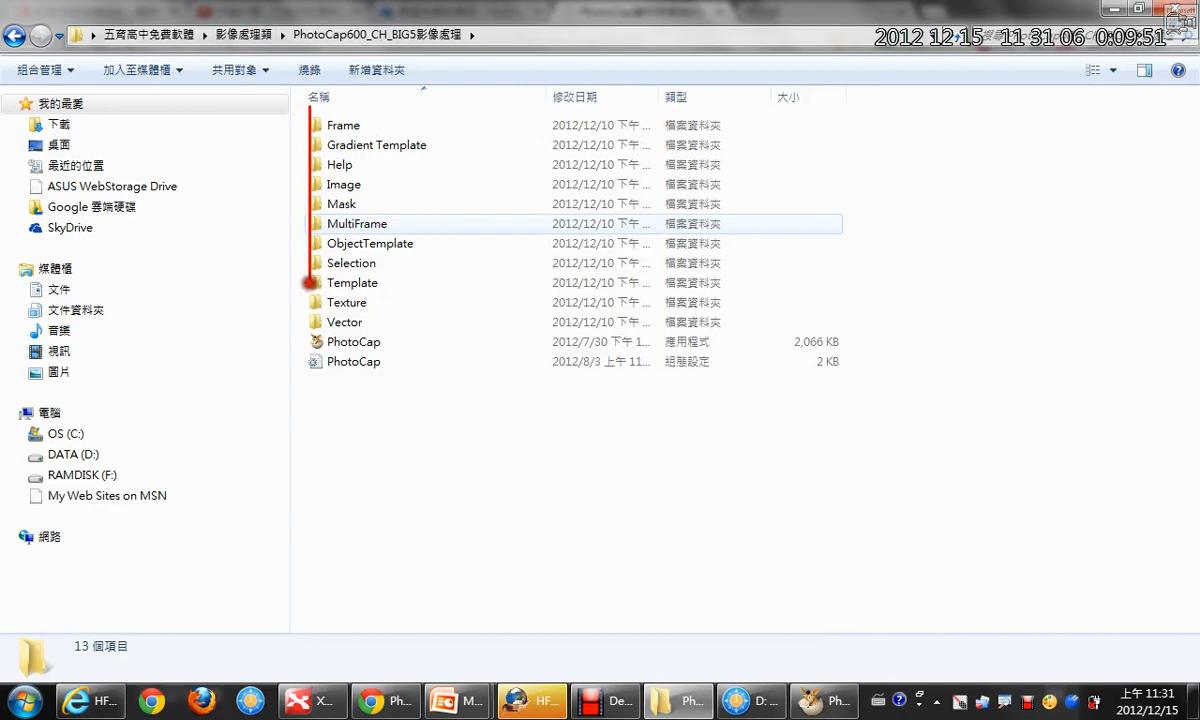 五育高中免費軟體 影像處理類 PhotoCap600_CH_BIG5影像處理
2012 12 15 11 31 06 0:09:51
組合管理 加入至媒體櫃 共用對象 燒錄 新增資料夾
名稱 修改日期 類型 大小
我的最愛
下載
桌面
最近的位置
ASUS WebStorage Drive
Google 雲端硬碟
SkyDrive
媒體櫃
文件
文件資料夾
音樂
視訊
圖片
電腦
OS (C:)
DATA (D:)
RAMDISK (F:)
My Web Sites on MSN
網路
Frame 2012/12/10 下午 ... 檔案資料夾
Gradient Template 2012/12/10 下午 ... 檔案資料夾
Help 2012/12/10 下午 ... 檔案資料夾
Image 2012/12/10 下午 ... 檔案資料夾
Mask 2012/12/10 下午 ... 檔案資料夾
MultiFrame 2012/12/10 下午 ... 檔案資料夾
ObjectTemplate 2012/12/10 下午 ... 檔案資料夾
Selection 2012/12/10 下午 ... 檔案資料夾
Template 2012/12/10 下午 ... 檔案資料夾
Texture 2012/12/10 下午 ... 檔案資料夾
Vector 2012/12/10 下午 ... 檔案資料夾
PhotoCap 2012/7/30 下午 1... 應用程式 2,066 KB
PhotoCap 2012/8/3 上午 11... 組態設定 2 KB
13 個項目
HF... X... Ph... M... HF... De... Ph... D: ... Ph...
上午 11:31
2012/12/15